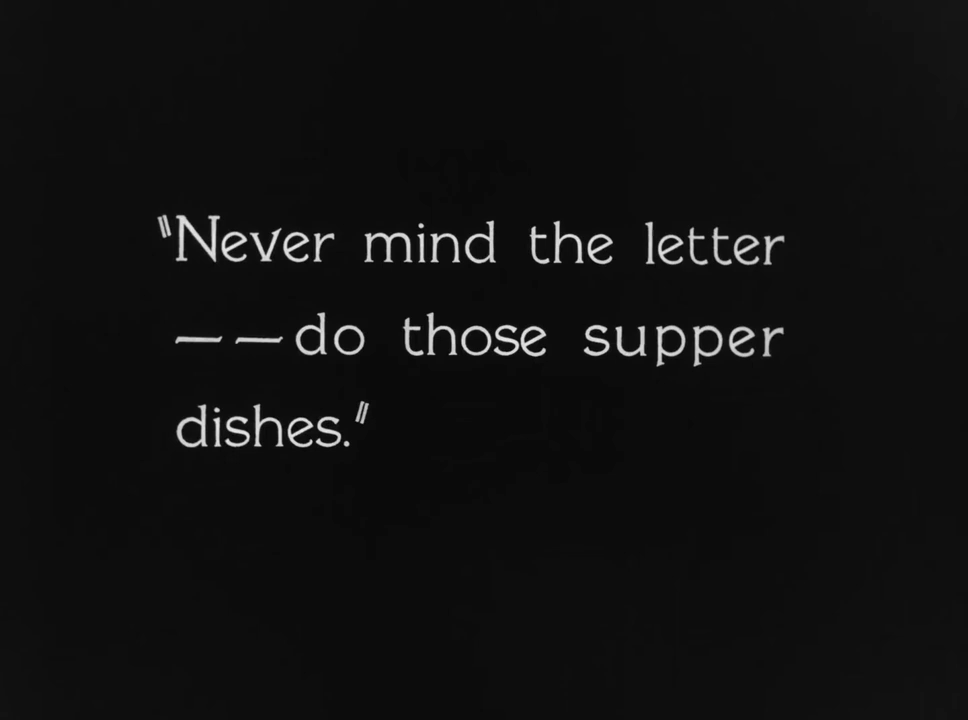 "Never mind the letter
——do those supper
dishes."